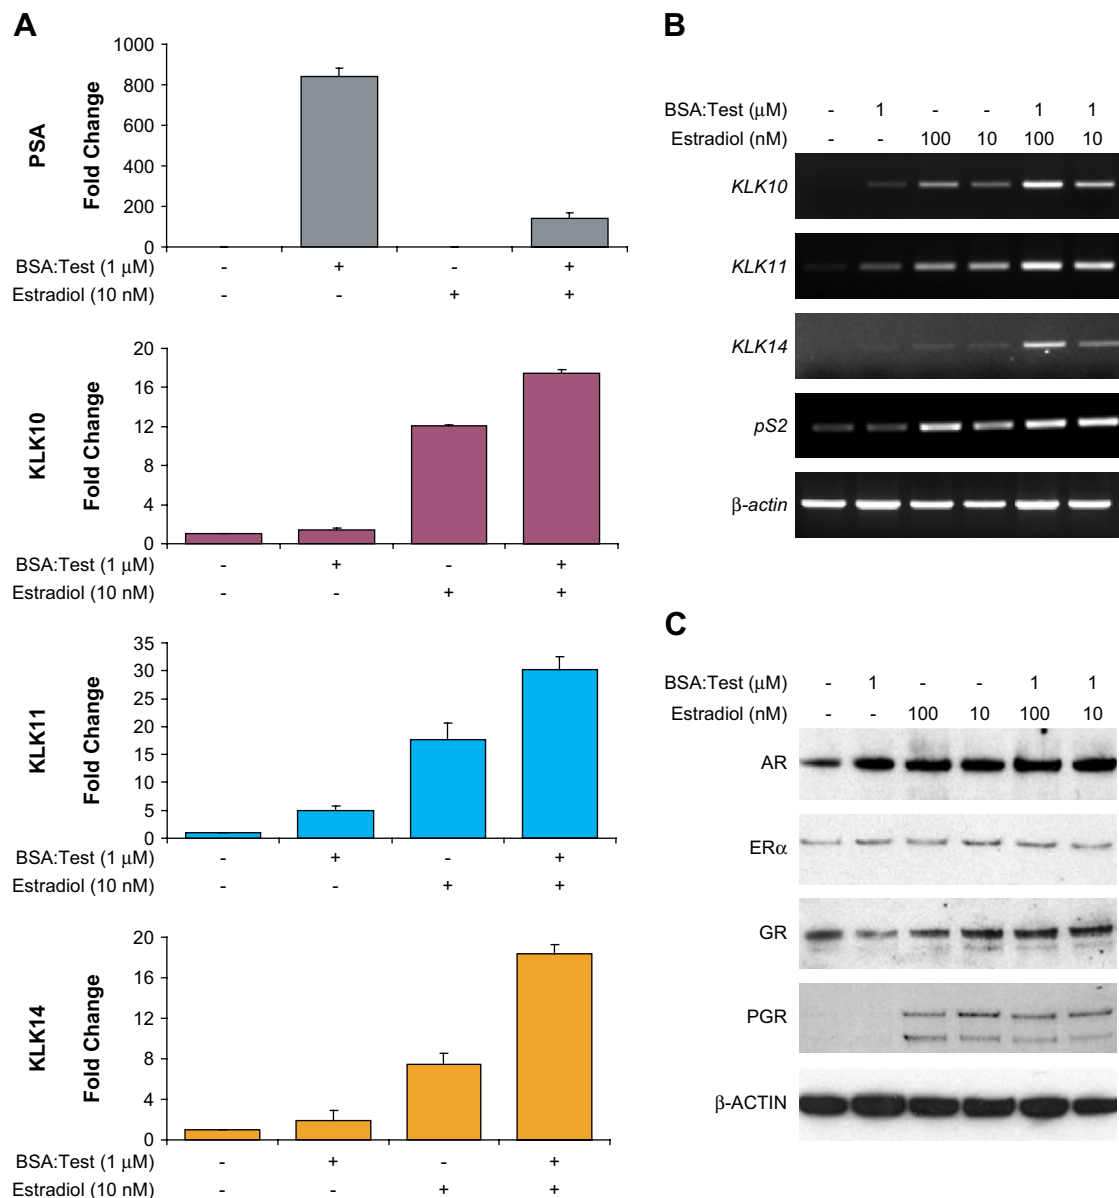 A
PSA
Fold Change
1000
800
600
400
200
0
BSA:Test (1 μM) - + - +
Estradiol (10 nM) - - + +
KLK10
Fold Change
20
16
12
8
4
0
BSA:Test (1 μM) - + - +
Estradiol (10 nM) - - + +
KLK11
Fold Change
35
30
25
20
15
10
5
0
BSA:Test (1 μM) - + - +
Estradiol (10 nM) - - + +
KLK14
Fold Change
20
16
12
8
4
0
BSA:Test (1 μM) - + - +
Estradiol (10 nM) - - + +
B
BSA:Test (μM) - 1 - - 1 1
Estradiol (nM) - - 100 10 100 10
KLK10
KLK11
KLK14
pS2
β-actin
C
BSA:Test (μM) - 1 - - 1 1
Estradiol (nM) - - 100 10 100 10
AR
ERα
GR
PGR
β-ACTIN